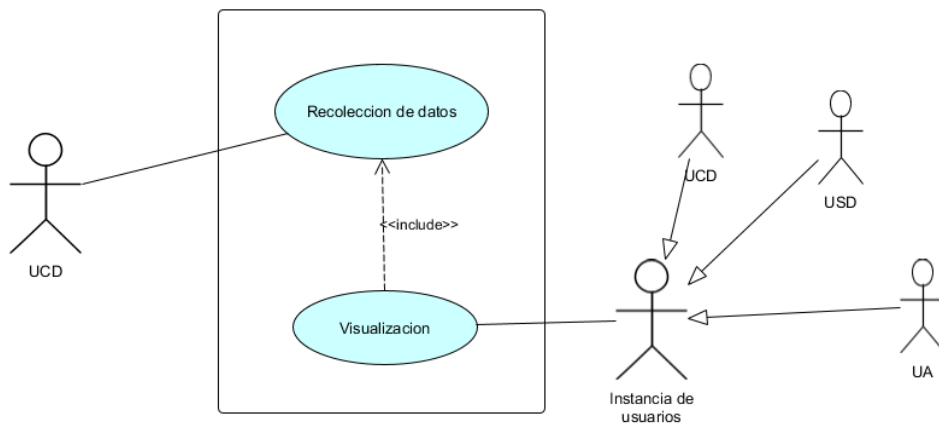 Recoleccion de datos
UCD
USD
<<include>>
UCD
Visualizacion
UA
Instancia de
usuarios